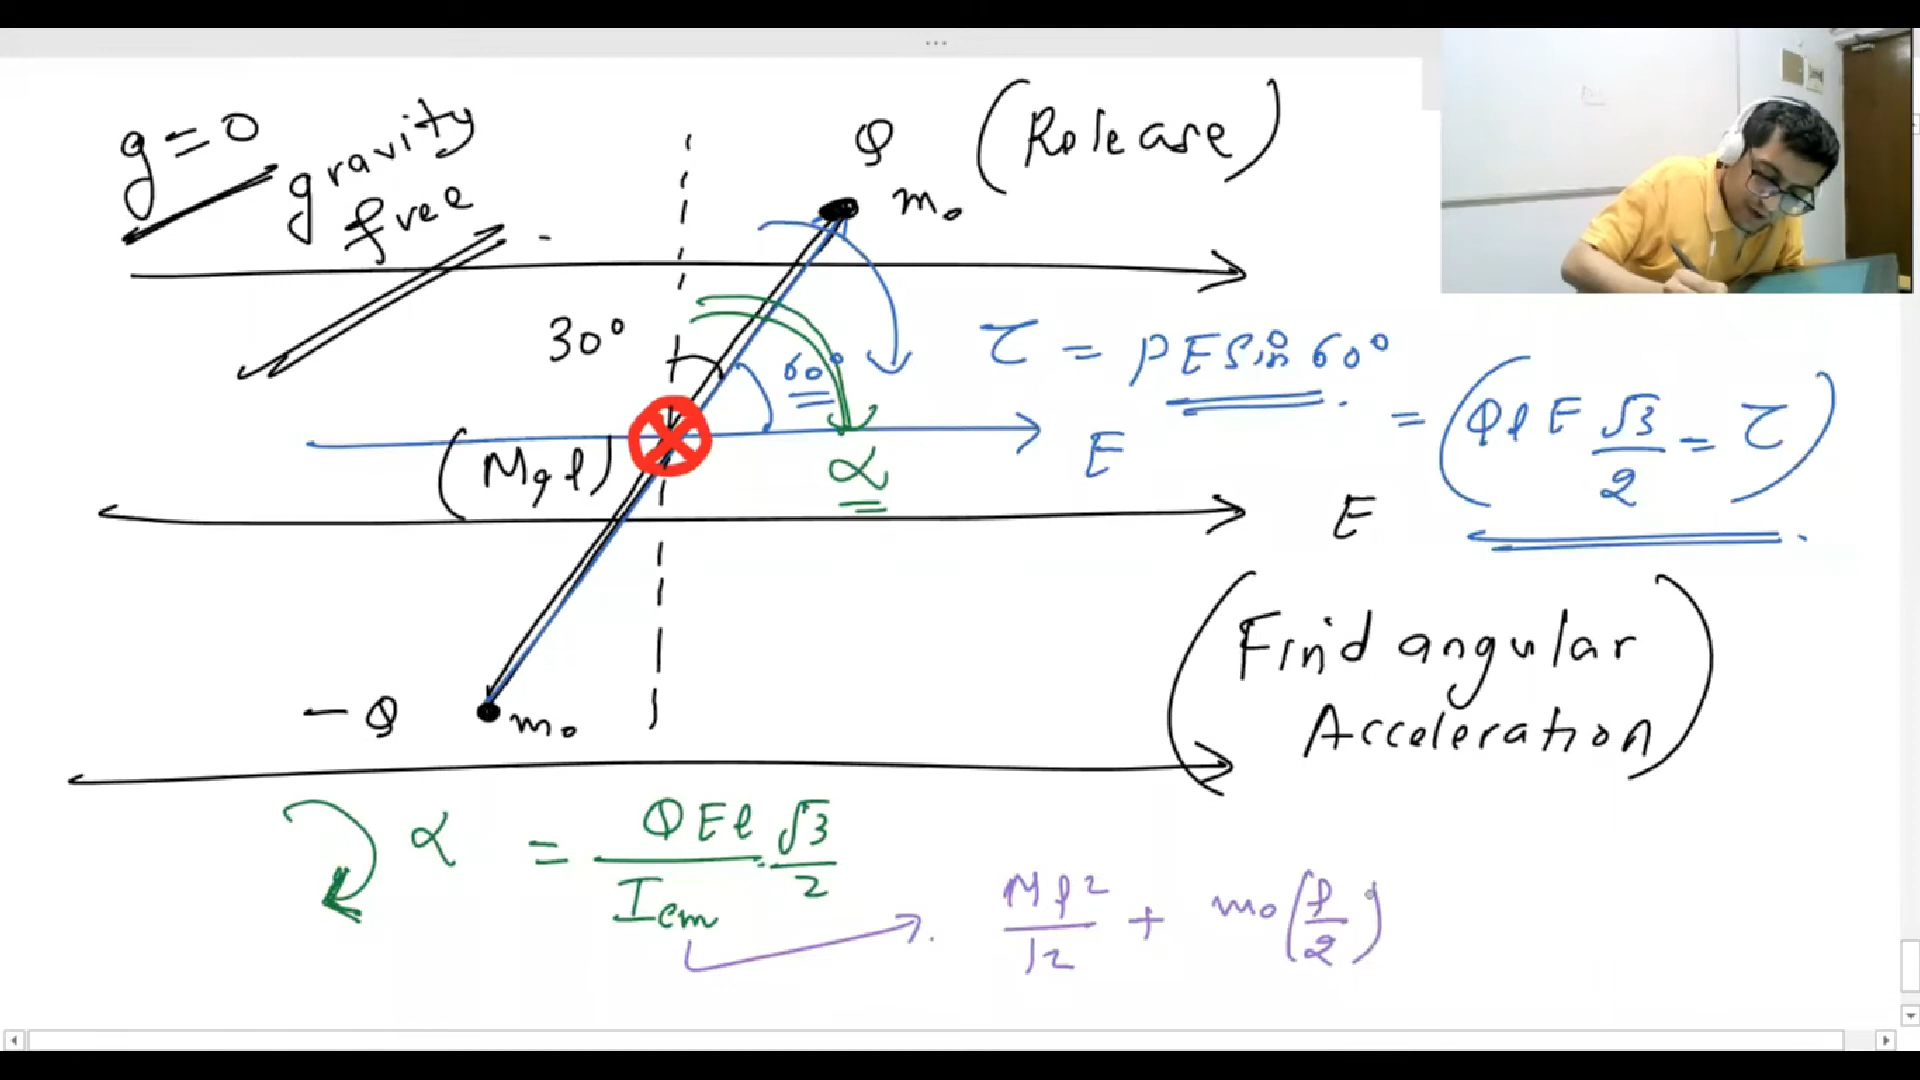 g = 0
gravity
free
Q (Release)
m₀
30°
60°
τ = pE sin 60°
= (QlE √3/2 = τ)
(M, l)
E
α
E
(Find angular
Acceleration)
-Q
m₀
α = QEl/Icm · √3/2
Ml²/12 + m₀(l/2)